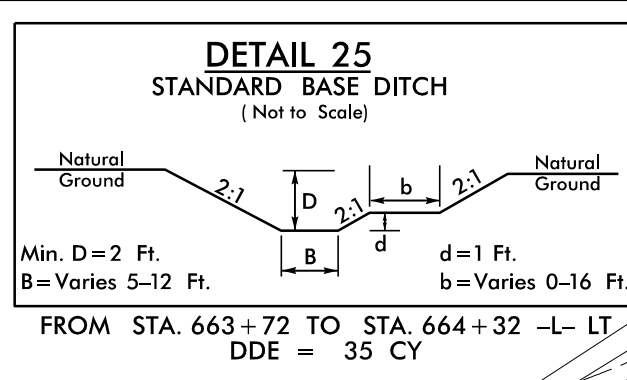 DETAIL 25
STANDARD BASE DITCH
( Not to Scale)
Natural
Ground
2:1
D
2:1
b
2:1
Natural
Ground
B
d
Min. D=2 Ft.
B=Varies 5–12 Ft.
d=1 Ft.
b=Varies 0–16 Ft.
FROM STA. 663+72 TO STA. 664+32 –L– LT
DDE = 35 CY